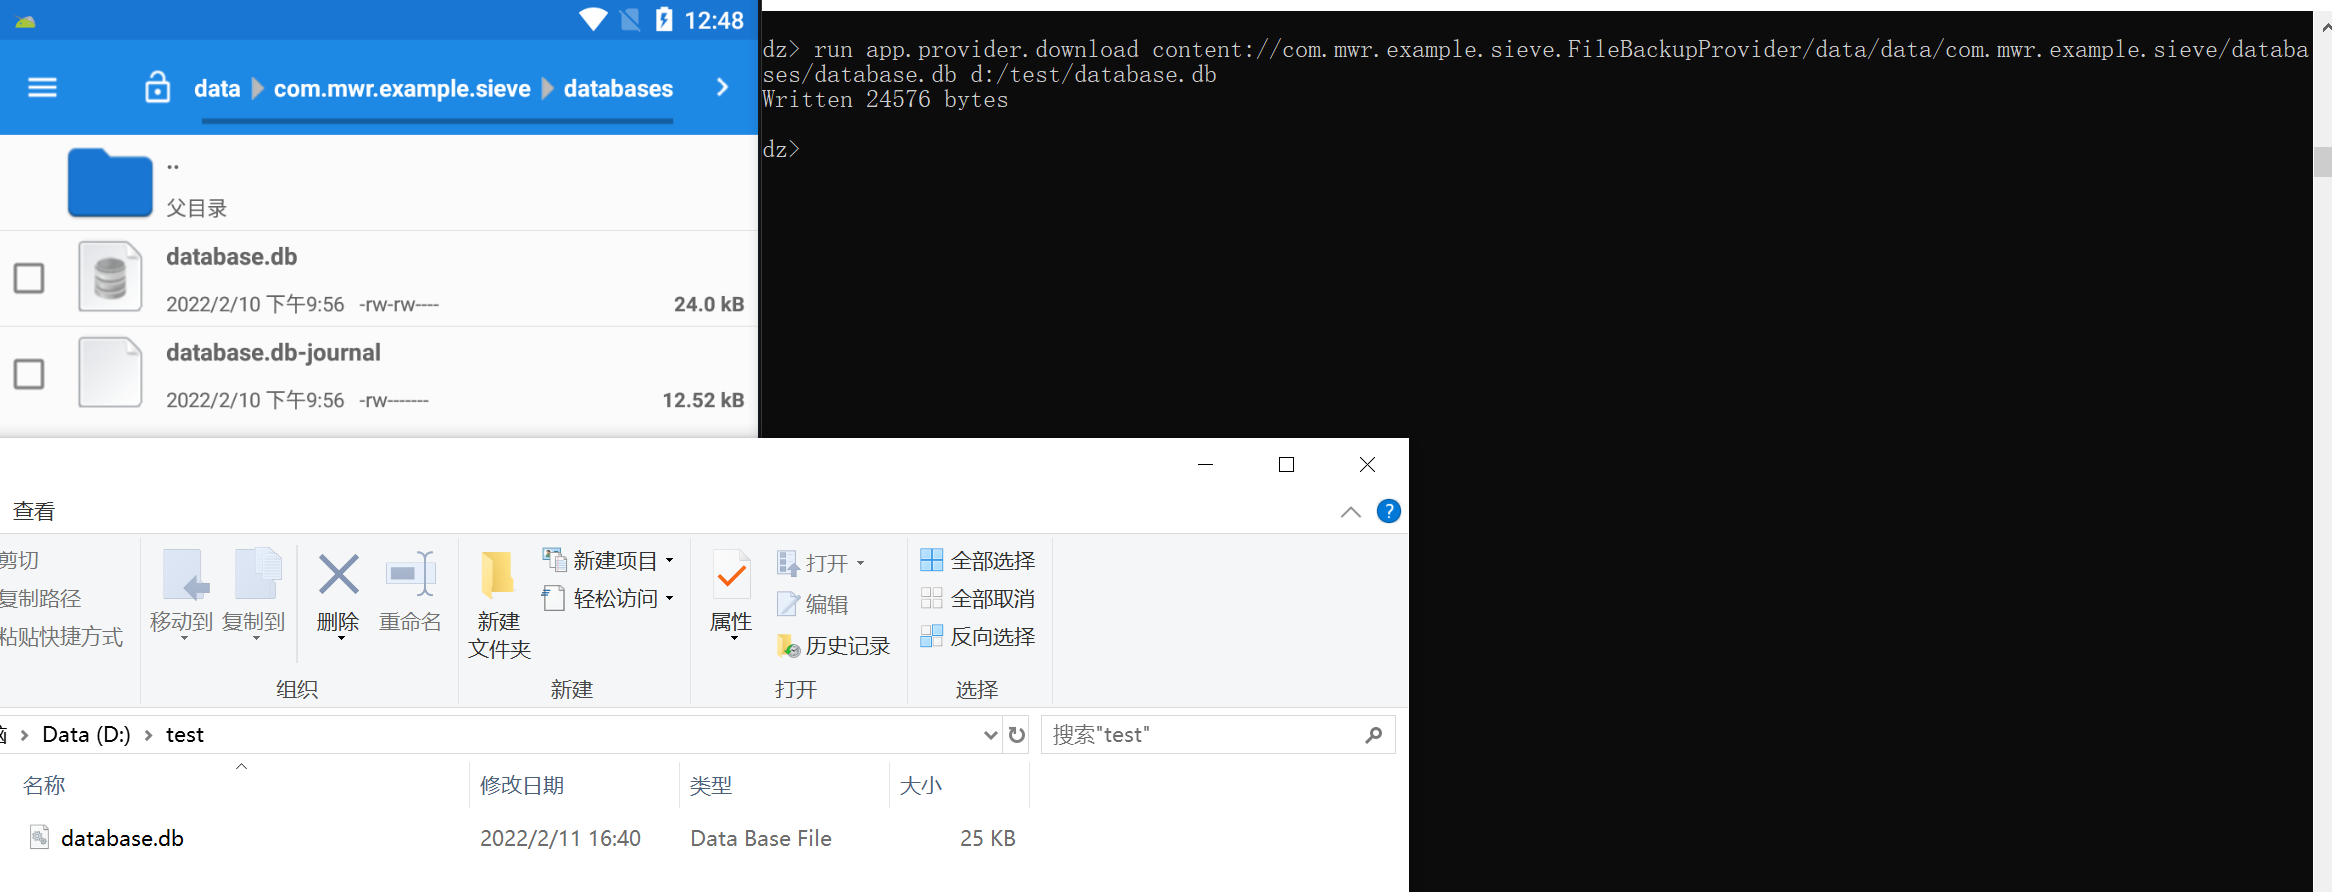 12:48
data com.mwr.example.sieve databases
..
父目录
database.db
2022/2/10 下午9:56 -rw-rw---- 24.0 kB
database.db-journal
2022/2/10 下午9:56 -rw------- 12.52 kB
dz> run app.provider.download content://com.mwr.example.sieve.FileBackupProvider/data/data/com.mwr.example.sieve/databa
ses/database.db d:/test/database.db
Written 24576 bytes
dz>
查看
剪切
复制路径
粘贴快捷方式
移动到
复制到
删除
重命名
组织
新建
文件夹
新建项目
轻松访问
新建
属性
打开
编辑
历史记录
打开
全部选择
全部取消
反向选择
选择
Data (D:) test
搜索"test"
名称 修改日期 类型 大小
database.db 2022/2/11 16:40 Data Base File 25 KB